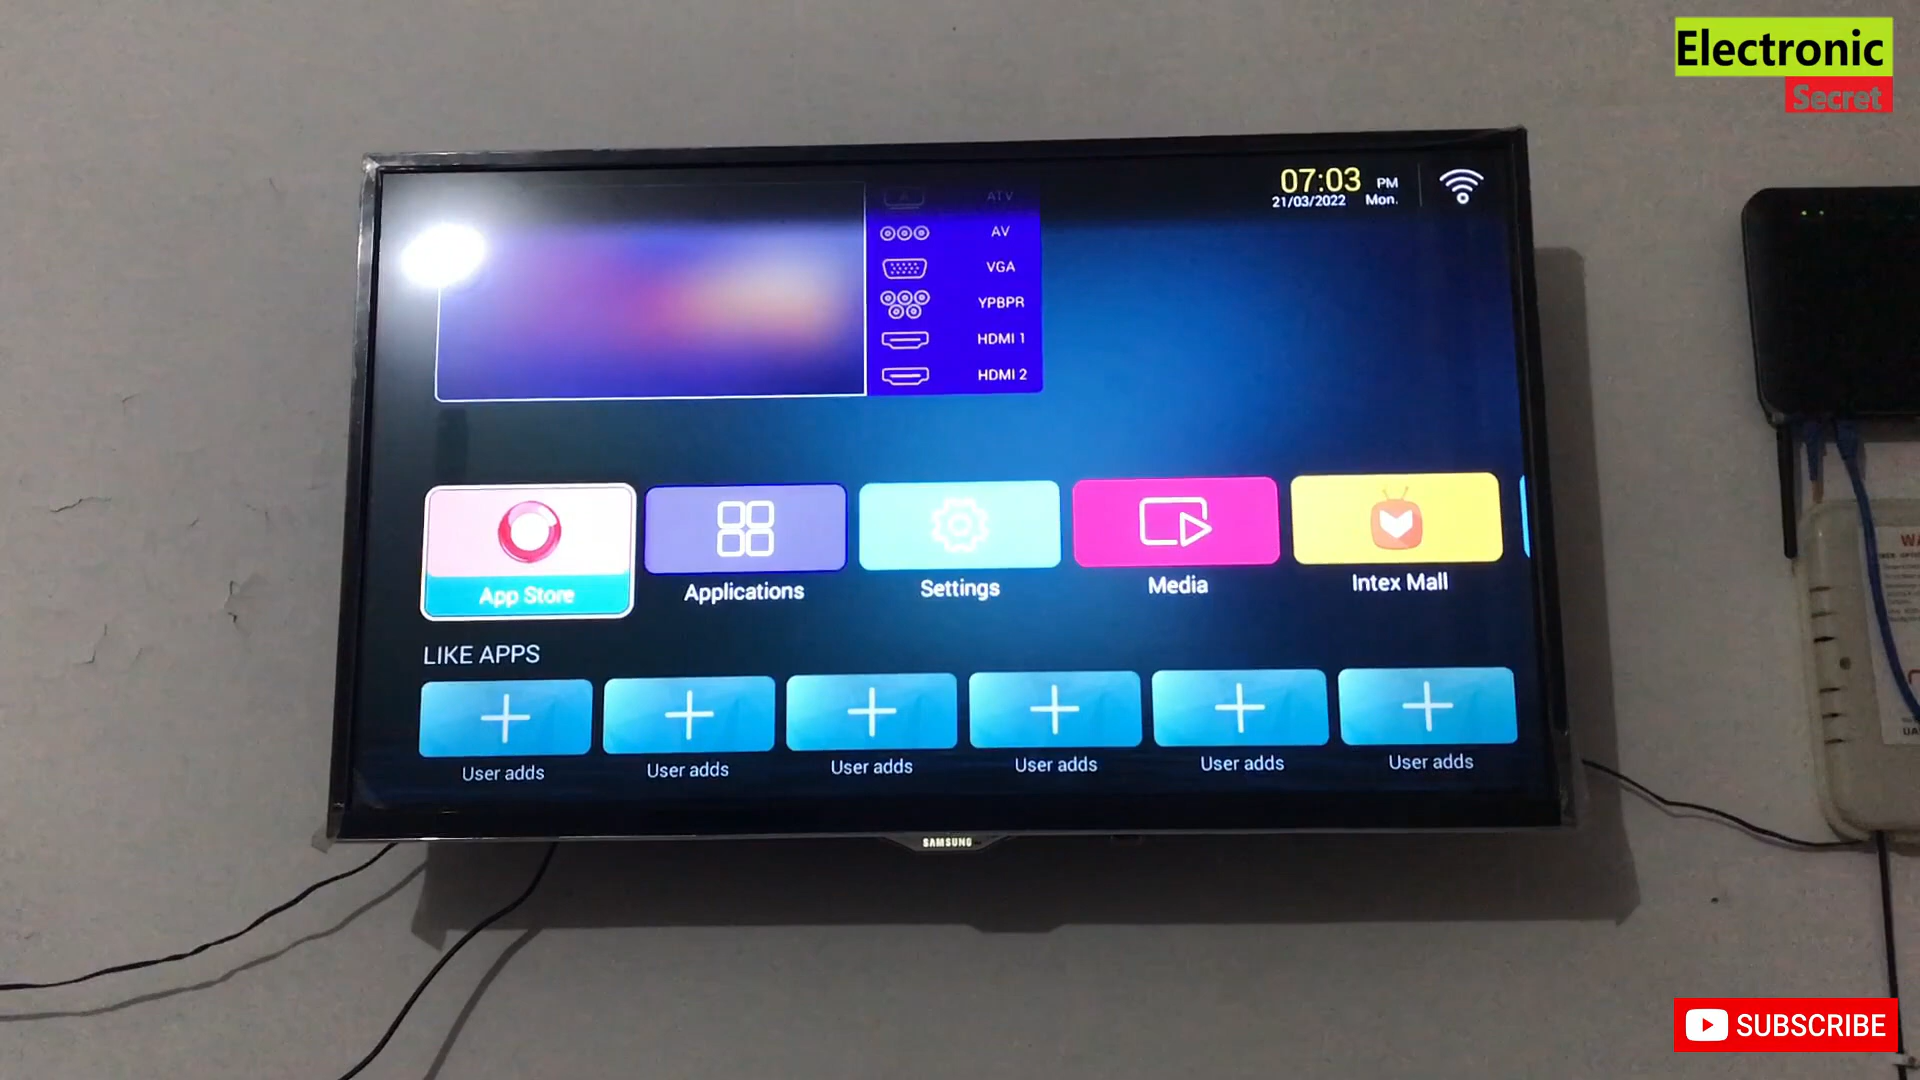 Electronic
Secret
07:03 PM
21/03/2022 Mon.
ATV
AV
VGA
YPBPR
HDMI 1
HDMI 2
App Store
Applications
Settings
Media
Intex Mall
LIKE APPS
User adds
User adds
User adds
User adds
User adds
User adds
SAMSUNG
WA
UA
SUBSCRIBE